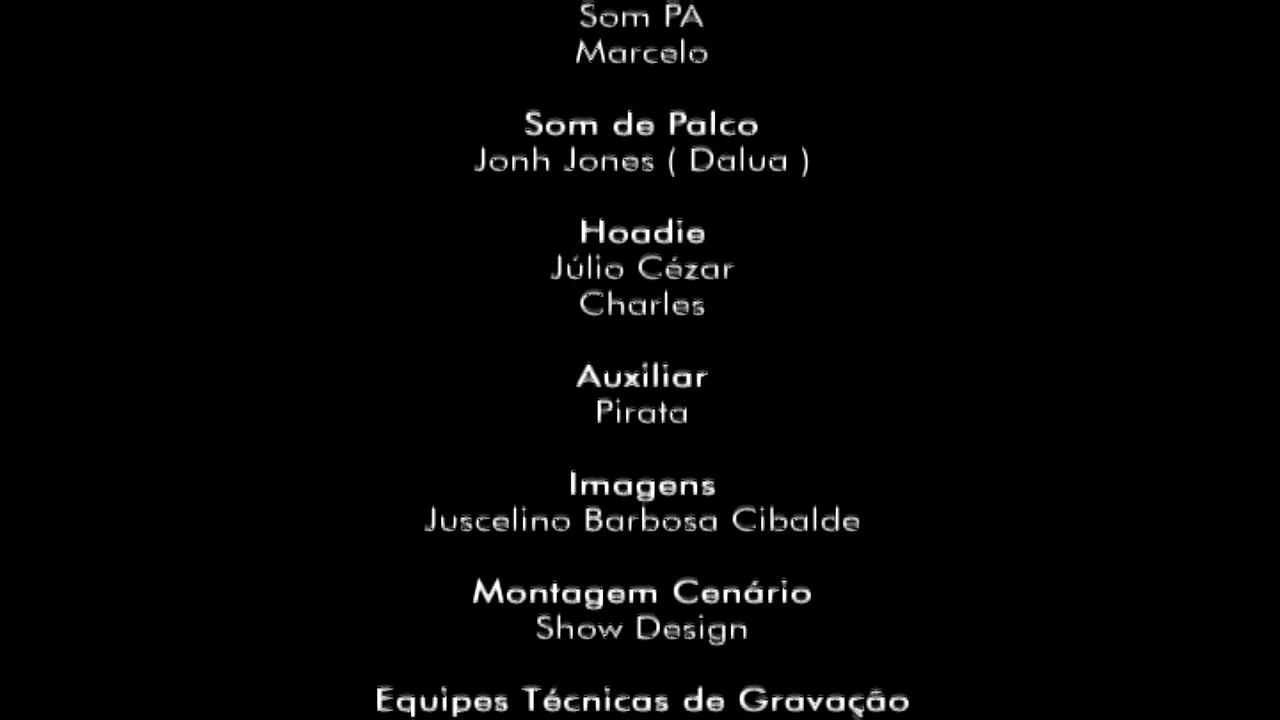 Som PA
Marcelo
Som de Palco
Jonh Jones ( Dalua )
Hoadie
Júlio Cézar
Charles
Auxiliar
Pirata
Imagens
Juscelino Barbosa Cibalde
Montagem Cenário
Show Design
Equipes Técnicas de Gravação